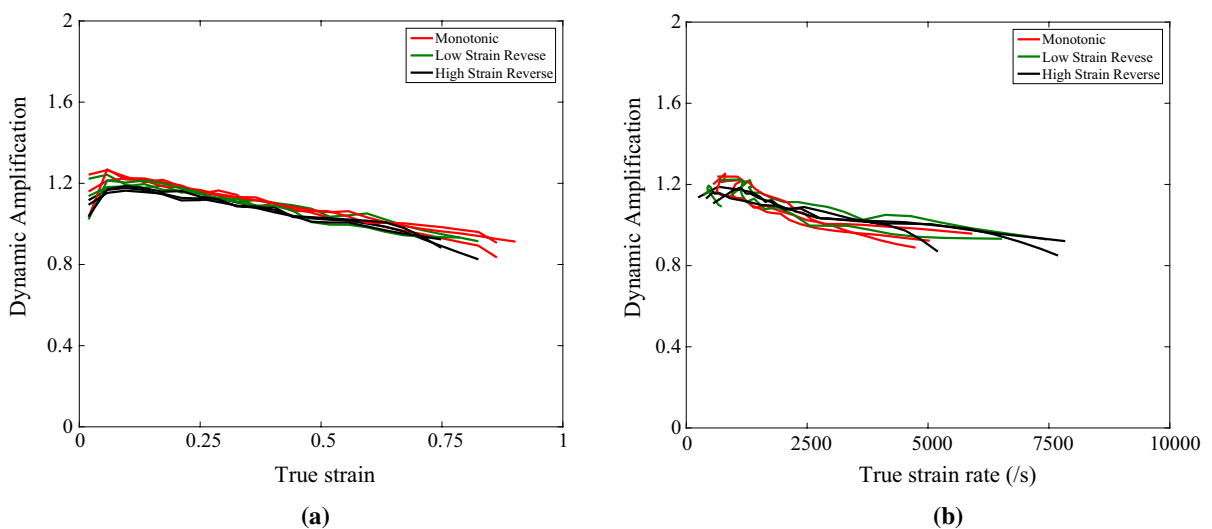 2
1.6
1.2
0.8
0.4
0
0
0.25
0.5
0.75
1
Dynamic Amplification
True strain
Monotonic
Low Strain Revese
High Strain Reverse
(a)
2
1.6
1.2
0.8
0.4
0
0
2500
5000
7500
10000
Dynamic Amplification
True strain rate (/s)
Monotonic
Low Strain Revese
High Strain Reverse
(b)